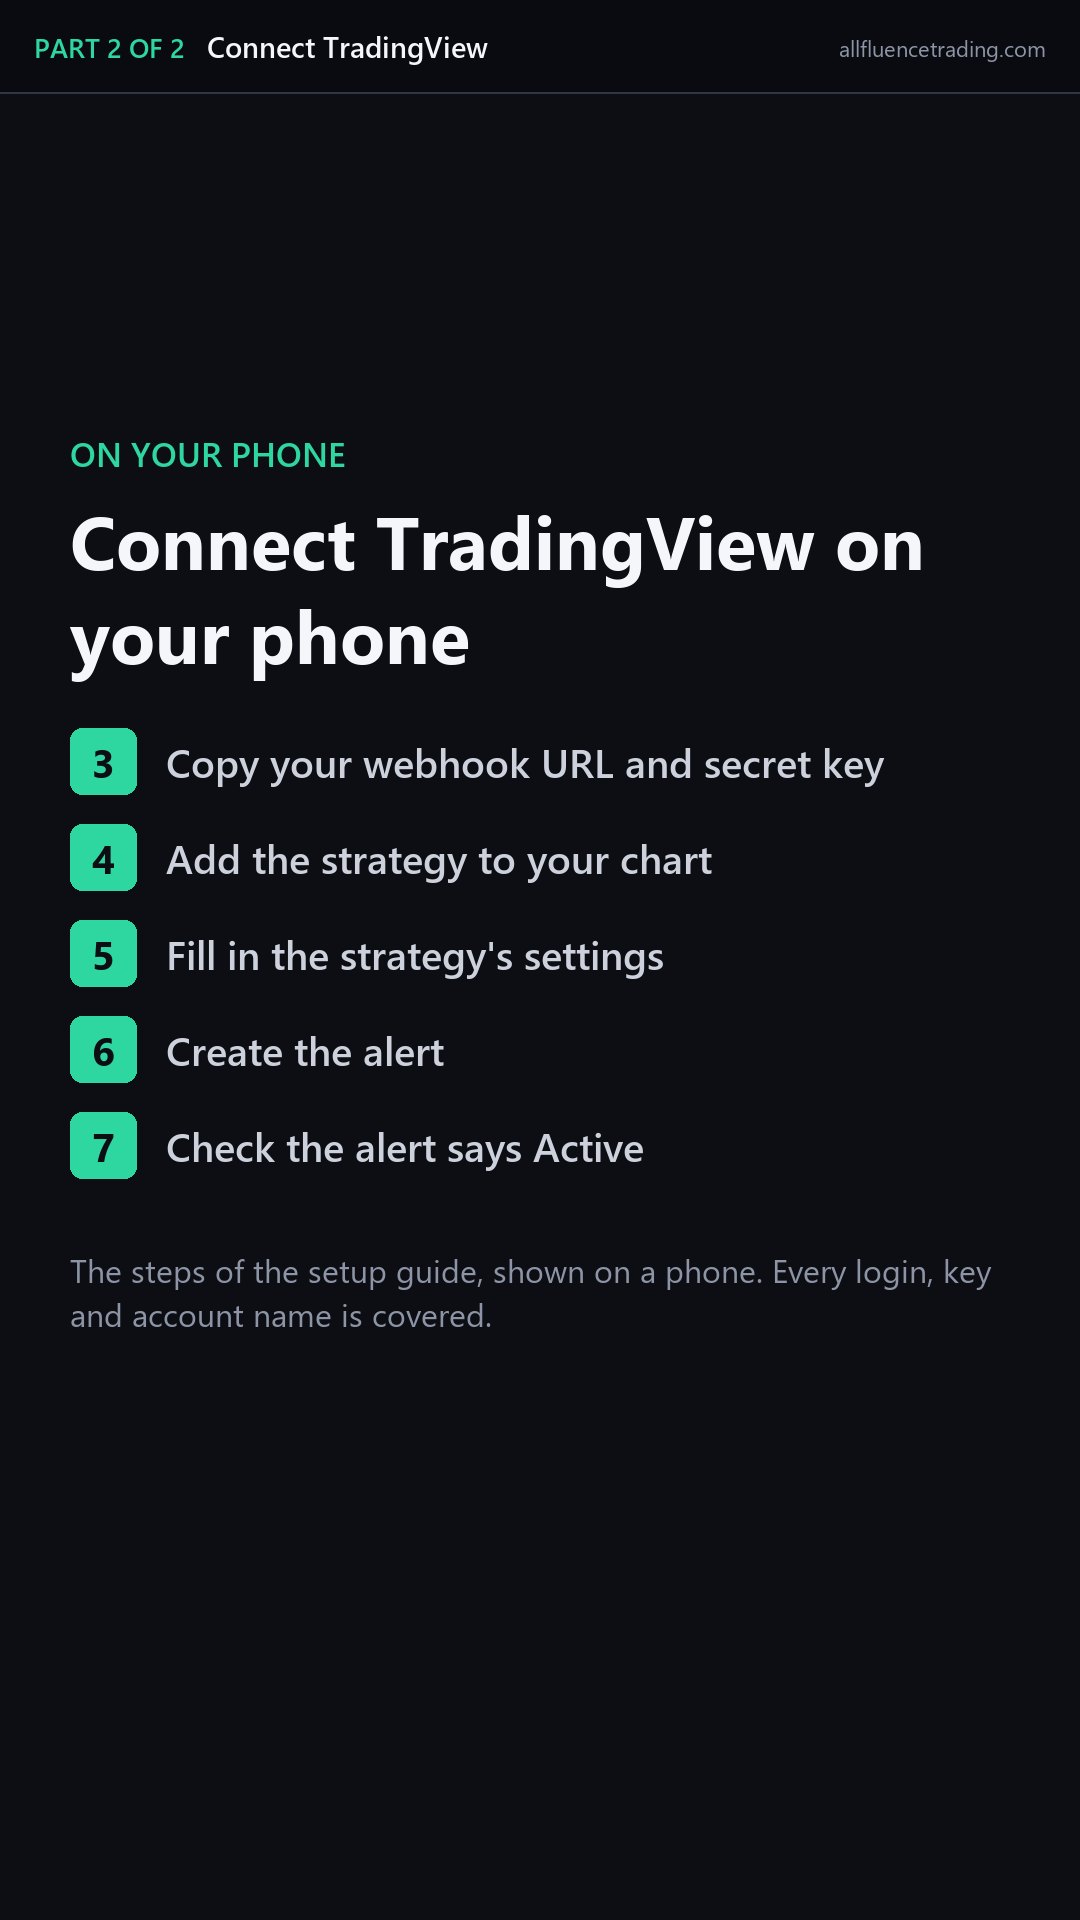 PART 2 OF 2 Connect TradingView allfluencetrading.com
ON YOUR PHONE
Connect TradingView on
your phone
3 Copy your webhook URL and secret key
4 Add the strategy to your chart
5 Fill in the strategy's settings
6 Create the alert
7 Check the alert says Active
The steps of the setup guide, shown on a phone. Every login, key
and account name is covered.